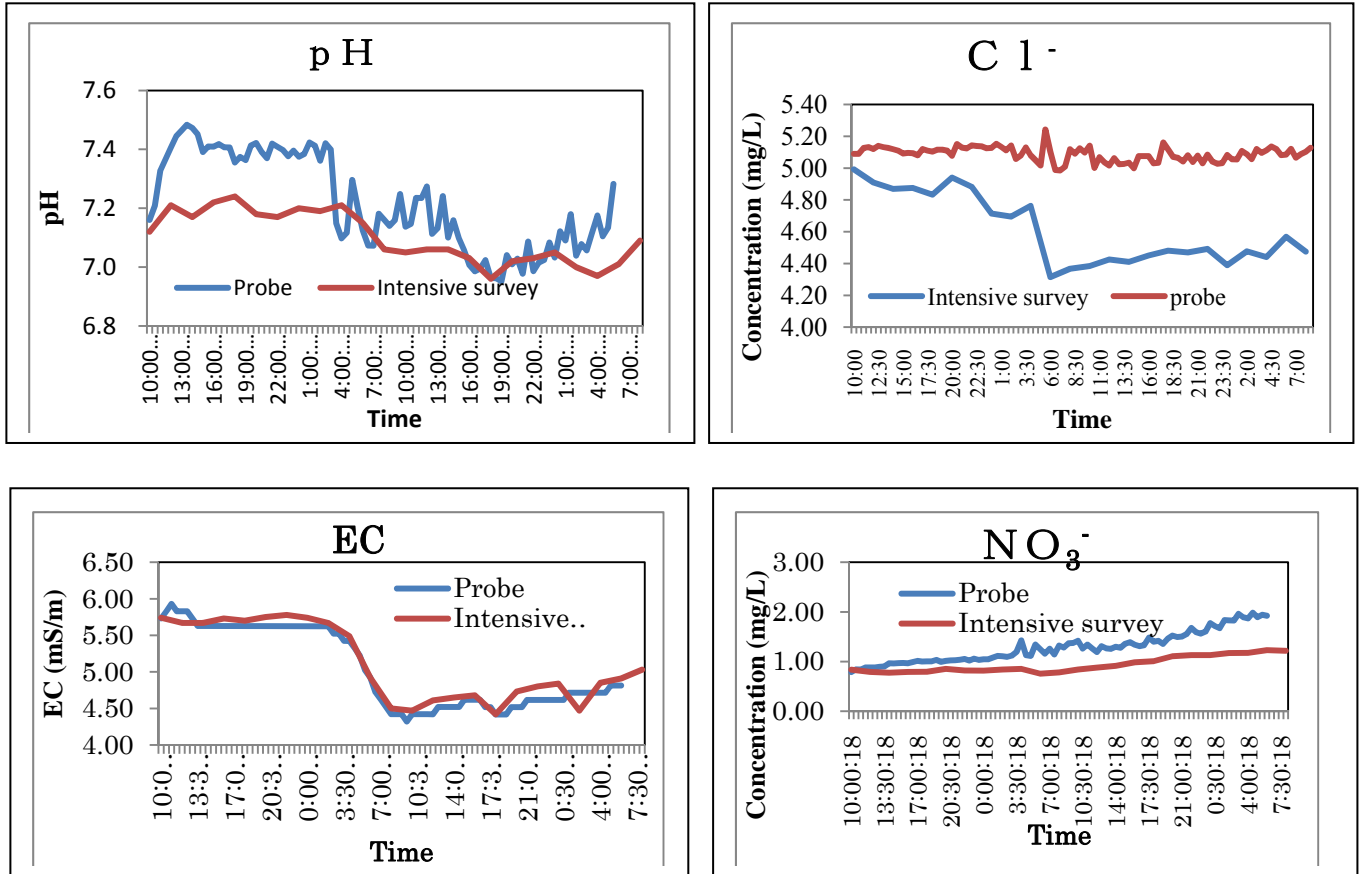 p H
7.6
7.4
7.2
7.0
6.8
pH
Probe Intensive survey
10:00... 13:00... 16:00... 19:00... 22:00... 1:00... 4:00... 7:00... 10:00... 13:00... 16:00... 19:00... 22:00... 1:00... 4:00... 7:00...
Time
C l -
5.40
5.20
5.00
4.80
4.60
4.40
4.20
4.00
Concentration (mg/L)
Intensive survey probe
10:00 12:30 15:00 17:30 20:00 22:30 1:00 3:30 6:00 8:30 11:00 13:30 16:00 18:30 21:00 23:30 2:00 4:30 7:00
Time
EC
6.50
6.00
5.50
5.00
4.50
4.00
EC (mS/m)
Probe
Intensive..
10:0.. 13:3.. 17:0.. 20:3.. 0:00.. 3:30.. 7:00.. 10:3.. 14:0.. 17:3.. 21:0.. 0:30.. 4:00.. 7:30..
Time
NO₃⁻
3.00
2.00
1.00
0.00
Concentration (mg/L)
Probe
Intensive survey
10:00:18 13:30:18 17:00:18 20:30:18 0:00:18 3:30:18 7:00:18 10:30:18 14:00:18 17:30:18 21:00:18 0:30:18 4:00:18 7:30:18
Time